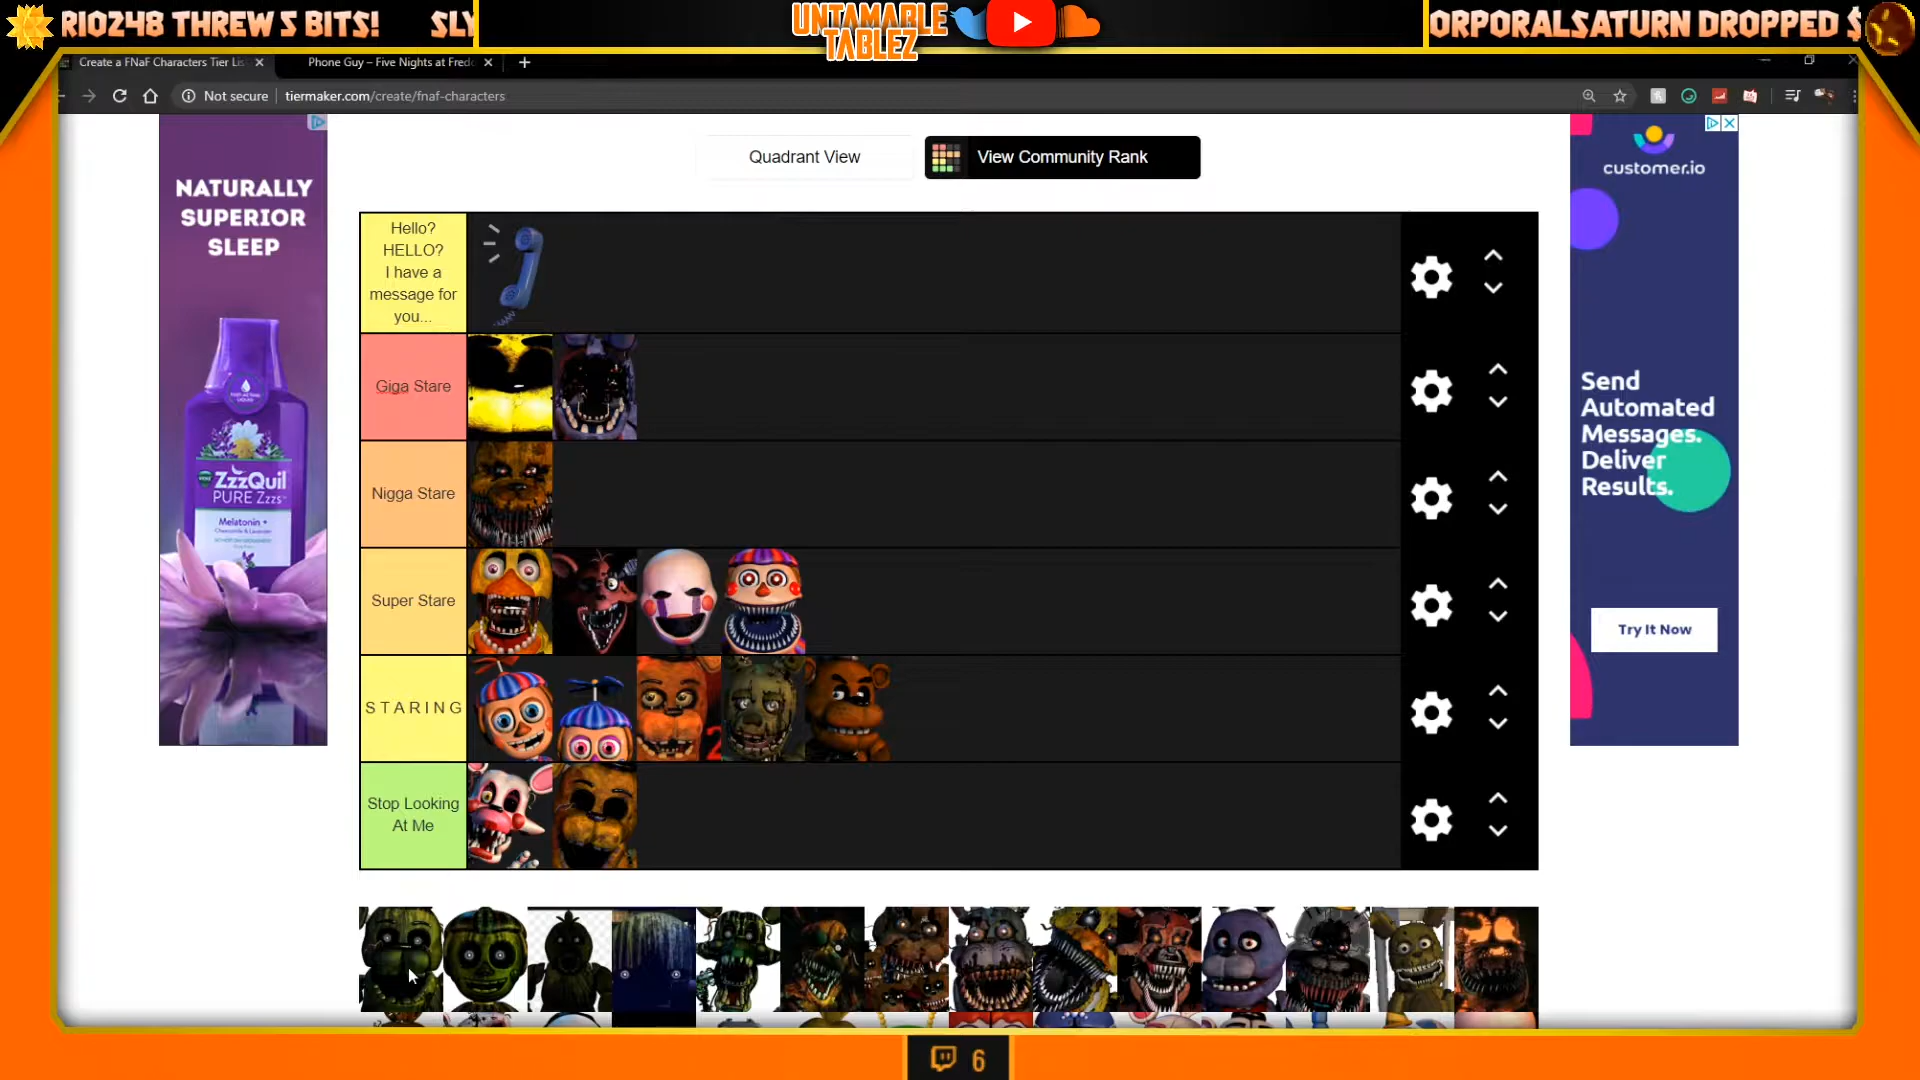 RIO248 THREW 5 BITS!
SLY
UNTAMABLE
TABLEZ
ORPORALSATURN DROPPED $
Create a FNaF Characters Tier Lis
Phone Guy – Five Nights at Fredd
Not secure
tiermaker.com/create/fnaf-characters
Quadrant View
View Community Rank
NATURALLY
SUPERIOR
SLEEP
ZzzQuil
PURE Zzzs
Melatonin +
customer.io
Send
Automated
Messages.
Deliver
Results.
Try It Now
Hello?
HELLO?
I have a
message for
you...
Giga Stare
Nigga Stare
Super Stare
S T A R I N G
2
Stop Looking
At Me
6